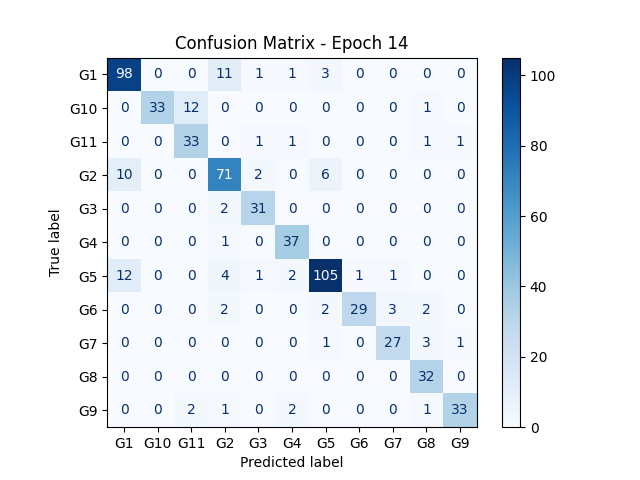 Confusion Matrix - Epoch 14
G1 98 0 0 11 1 1 3 0 0 0 0
G10 0 33 12 0 0 0 0 0 0 1 0
G11 0 0 33 0 1 1 0 0 0 1 1
G2 10 0 0 71 2 0 6 0 0 0 0
G3 0 0 0 2 31 0 0 0 0 0 0
G4 0 0 0 1 0 37 0 0 0 0 0
G5 12 0 0 4 1 2 105 1 1 0 0
G6 0 0 0 2 0 0 2 29 3 2 0
G7 0 0 0 0 0 0 1 0 27 3 1
G8 0 0 0 0 0 0 0 0 0 32 0
G9 0 0 2 1 0 2 0 0 0 1 33
G1 G10 G11 G2 G3 G4 G5 G6 G7 G8 G9
Predicted label
True label
100
80
60
40
20
0